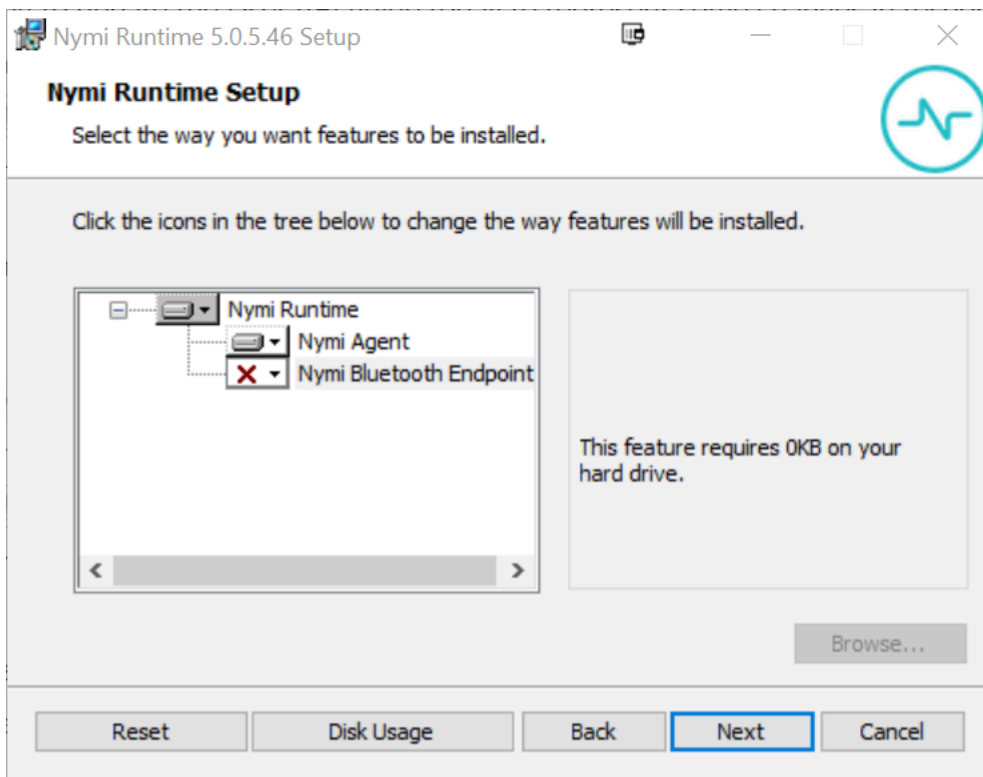 Nymi Runtime 5.0.5.46 Setup
Nymi Runtime Setup
Select the way you want features to be installed.
Click the icons in the tree below to change the way features will be installed.
Nymi Runtime
Nymi Agent
Nymi Bluetooth Endpoint
This feature requires 0KB on your
hard drive.
Browse...
Reset
Disk Usage
Back
Next
Cancel